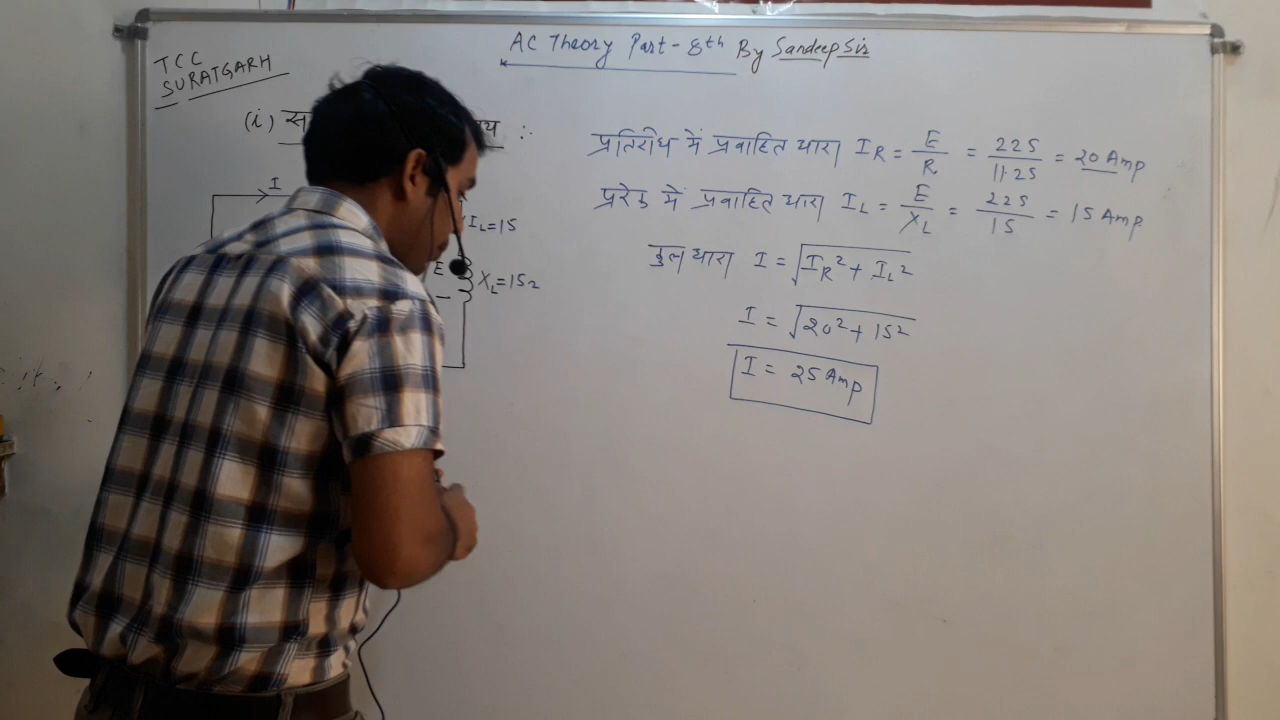 AC Theory Part-8th By Sandeep Sir
TCC
SURATGARH
(i)
I
IL=15
E
XL=15Ω
प्रतिरोध में प्रवाहित धारा IR = E/R = 225/11.25 = 20 Amp
प्ररेक में प्रवाहित धारा IL = E/XL = 225/15 = 15 Amp
कुल धारा I = √IR²+IL²
I = √20²+15²
I = 25 Amp